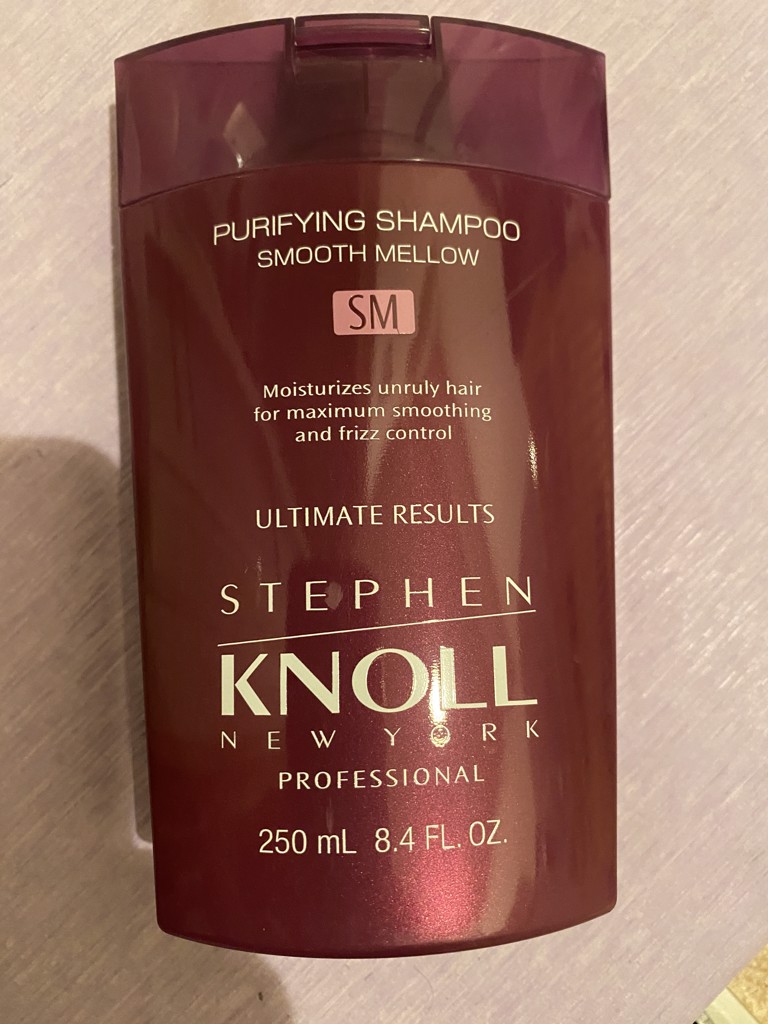 PURIFYING SHAMPOO
SMOOTH MELLOW
SM
Moisturizes unruly hair
for maximum smoothing
and frizz control
ULTIMATE RESULTS
STEPHEN
KNOLL
NEW YORK
PROFESSIONAL
250 mL 8.4 FL. OZ.